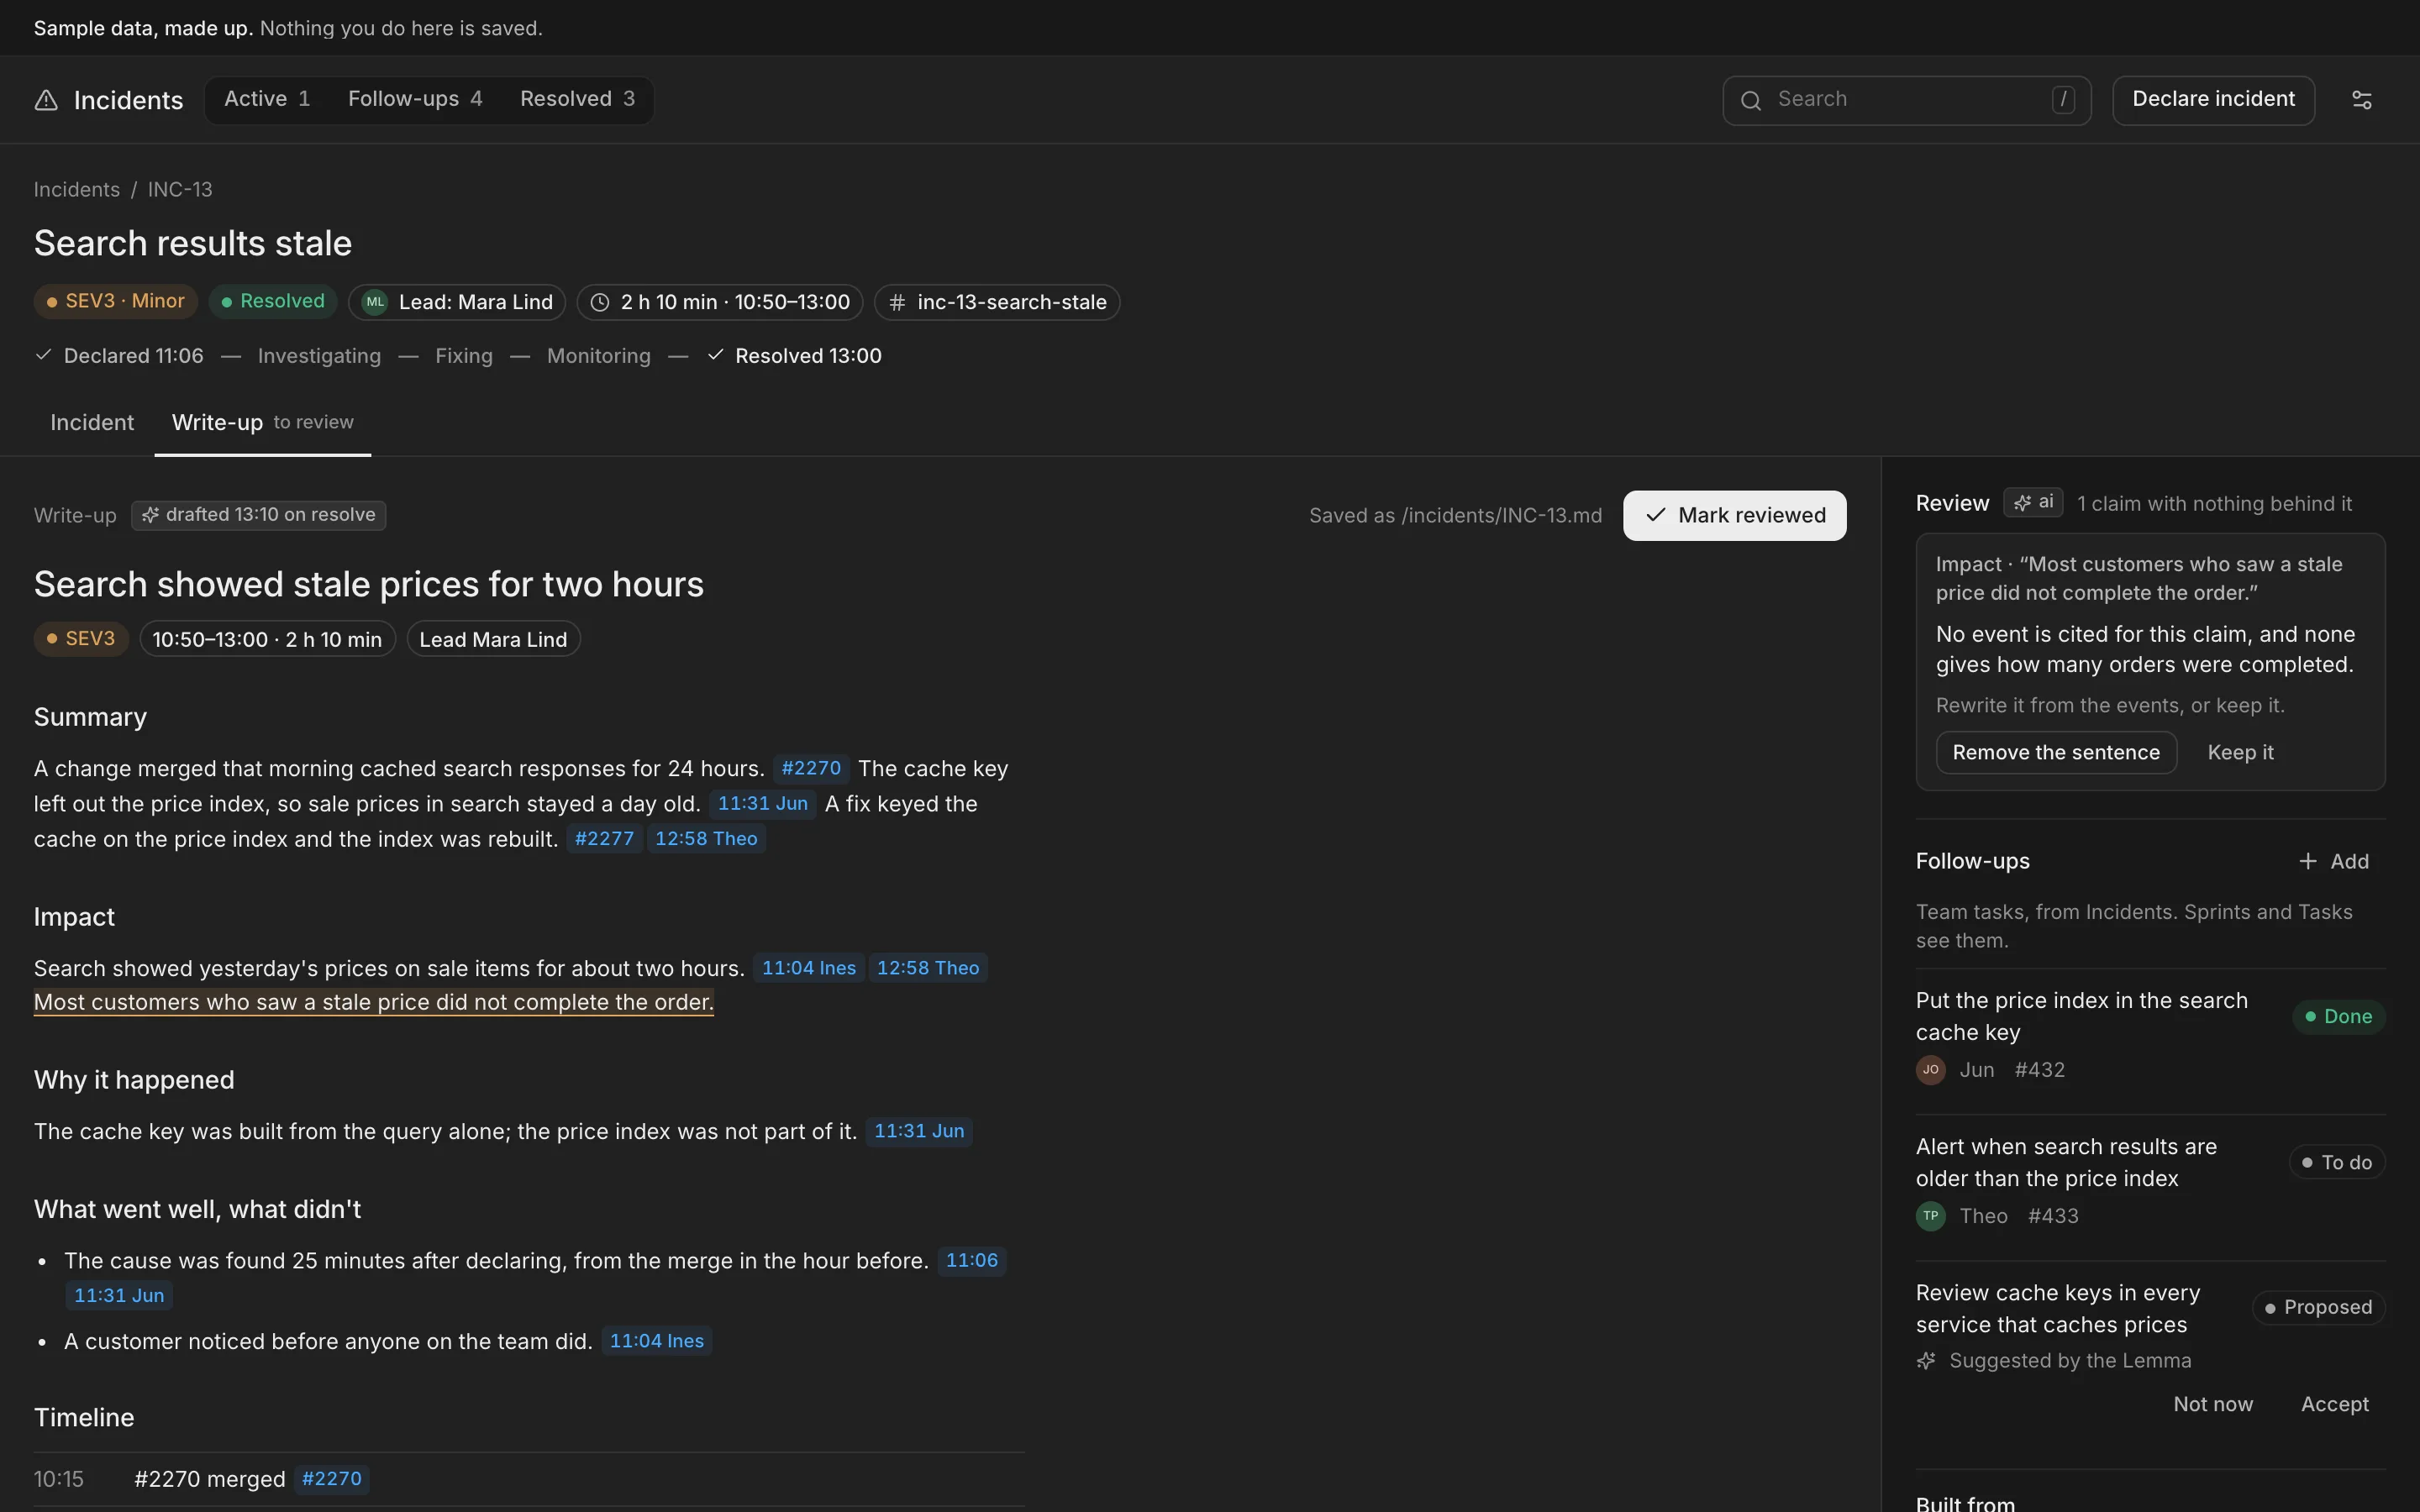 Sample data, made up. Nothing you do here is saved.
Incidents
Active 1 Follow-ups 4 Resolved 3
Search /
Declare incident
Incidents / INC-13
Search results stale
SEV3 · Minor Resolved ML Lead: Mara Lind 2 h 10 min · 10:50–13:00 # inc-13-search-stale
Declared 11:06 — Investigating — Fixing — Monitoring — Resolved 13:00
Incident Write-up to review
Write-up drafted 13:10 on resolve Saved as /incidents/INC-13.md Mark reviewed
Search showed stale prices for two hours
SEV3 10:50–13:00 · 2 h 10 min Lead Mara Lind
Summary
A change merged that morning cached search responses for 24 hours. #2270 The cache key
left out the price index, so sale prices in search stayed a day old. 11:31 Jun A fix keyed the
cache on the price index and the index was rebuilt. #2277 12:58 Theo
Impact
Search showed yesterday's prices on sale items for about two hours. 11:04 Ines 12:58 Theo
Most customers who saw a stale price did not complete the order.
Why it happened
The cache key was built from the query alone; the price index was not part of it. 11:31 Jun
What went well, what didn't
• The cause was found 25 minutes after declaring, from the merge in the hour before. 11:06
11:31 Jun
• A customer noticed before anyone on the team did. 11:04 Ines
Timeline
10:15 #2270 merged #2270
Review ai 1 claim with nothing behind it
Impact · “Most customers who saw a stale
price did not complete the order.”
No event is cited for this claim, and none
gives how many orders were completed.
Rewrite it from the events, or keep it.
Remove the sentence Keep it
Follow-ups + Add
Team tasks, from Incidents. Sprints and Tasks
see them.
Put the price index in the search
cache key
Done
JO Jun #432
Alert when search results are
older than the price index
To do
TP Theo #433
Review cache keys in every
service that caches prices
Proposed
Suggested by the Lemma
Not now Accept
Built from